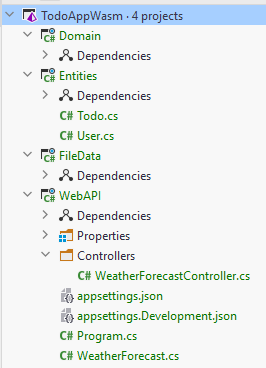 TodoAppWasm · 4 projects
Domain
Dependencies
Entities
Dependencies
C# Todo.cs
C# User.cs
FileData
Dependencies
WebAPI
Dependencies
Properties
Controllers
C# WeatherForecastController.cs
appsettings.json
appsettings.Development.json
C# Program.cs
C# WeatherForecast.cs